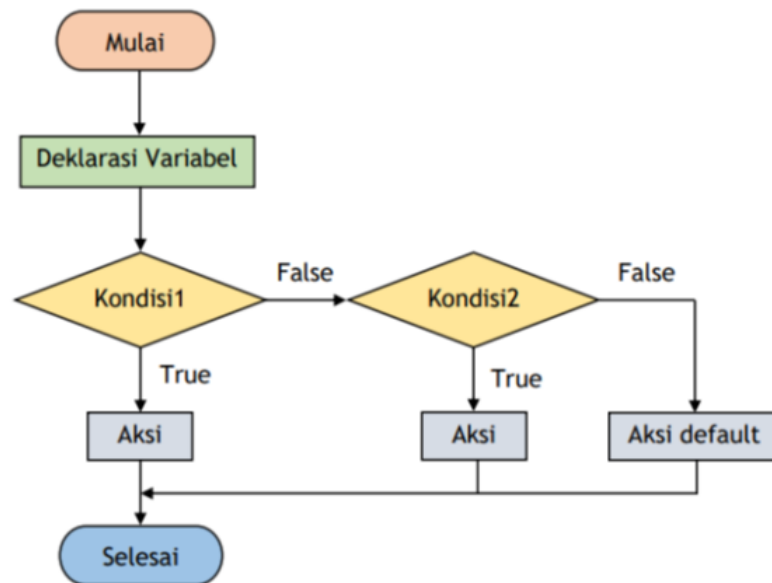 Mulai
Deklarasi Variabel
Kondisi1
False
Kondisi2
False
True
True
Aksi
Aksi
Aksi default
Selesai